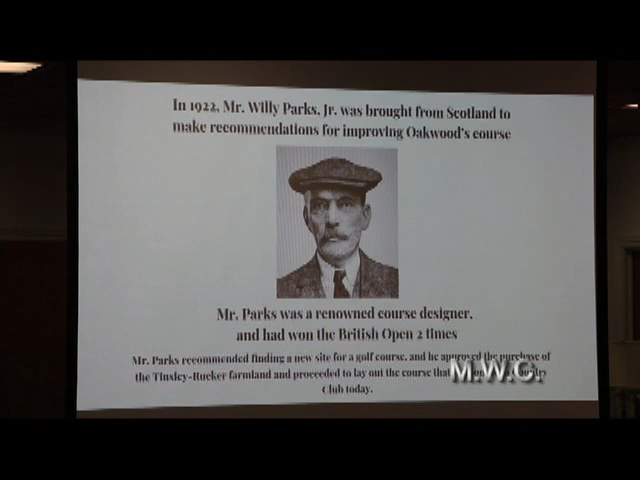 In 1922, Mr. Willy Parks, Jr. was brought from Scotland to
make recommendations for improving Oakwood's course
Mr. Parks was a renowned course designer,
and had won the British Open 2 times
Mr. Parks recommended finding a new site for a golf course, and he approved the purchase of
the Tinsley-Rucker farmland and proceeded to lay out the course that
Club today.
M.W.G.